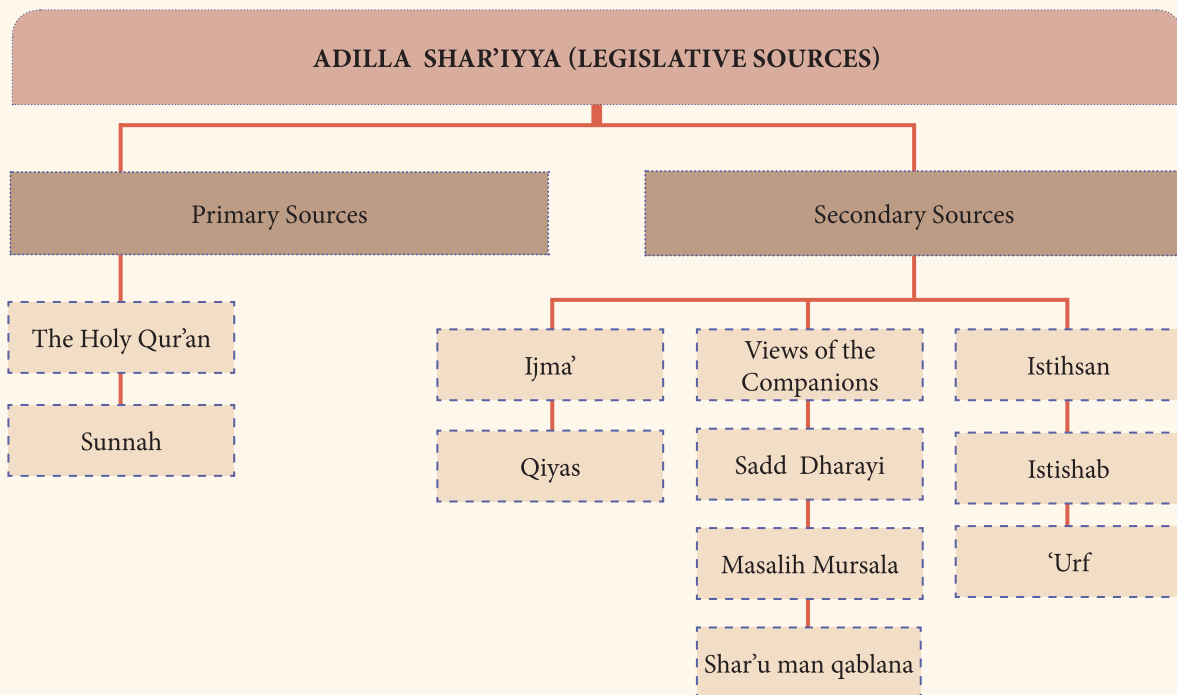 ADILLA SHAR’IYYA (LEGISLATIVE SOURCES)
Primary Sources
Secondary Sources
The Holy Qur’an
Sunnah
Ijma’
Qiyas
Views of the
Companions
Sadd Dharayi
Masalih Mursala
Shar’u man qablana
Istihsan
Istishab
‘Urf